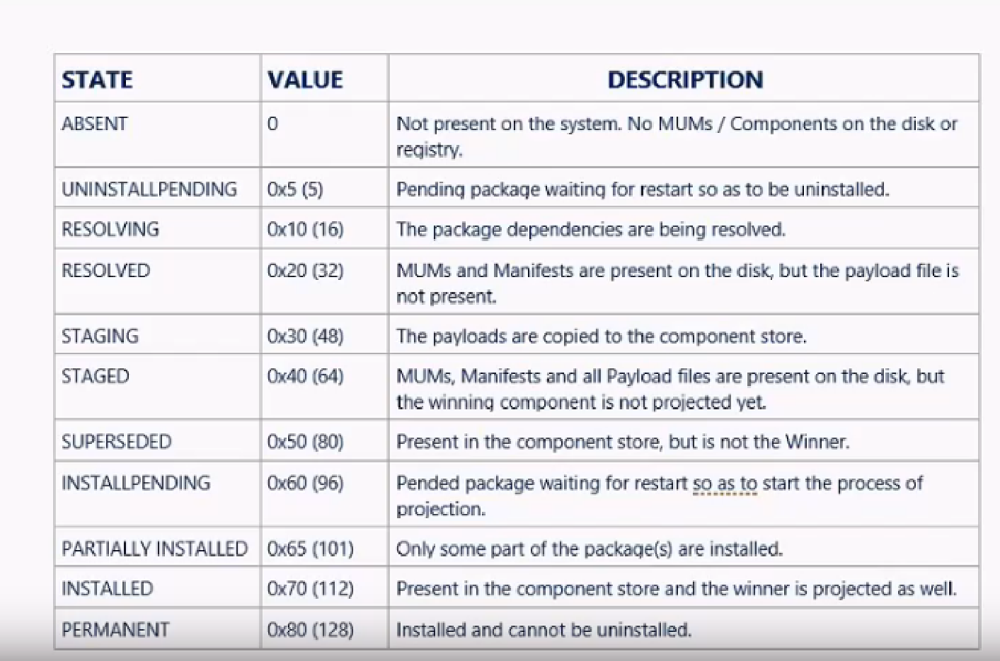 STATE VALUE DESCRIPTION
ABSENT 0 Not present on the system. No MUMs / Components on the disk or
registry.
UNINSTALLPENDING 0x5 (5) Pending package waiting for restart so as to be uninstalled.
RESOLVING 0x10 (16) The package dependencies are being resolved.
RESOLVED 0x20 (32) MUMs and Manifests are present on the disk, but the payload file is
not present.
STAGING 0x30 (48) The payloads are copied to the component store.
STAGED 0x40 (64) MUMs, Manifests and all Payload files are present on the disk, but
the winning component is not projected yet.
SUPERSEDED 0x50 (80) Present in the component store, but is not the Winner.
INSTALLPENDING 0x60 (96) Pended package waiting for restart so as to start the process of
projection.
PARTIALLY INSTALLED 0x65 (101) Only some part of the package(s) are installed.
INSTALLED 0x70 (112) Present in the component store and the winner is projected as well.
PERMANENT 0x80 (128) Installed and cannot be uninstalled.